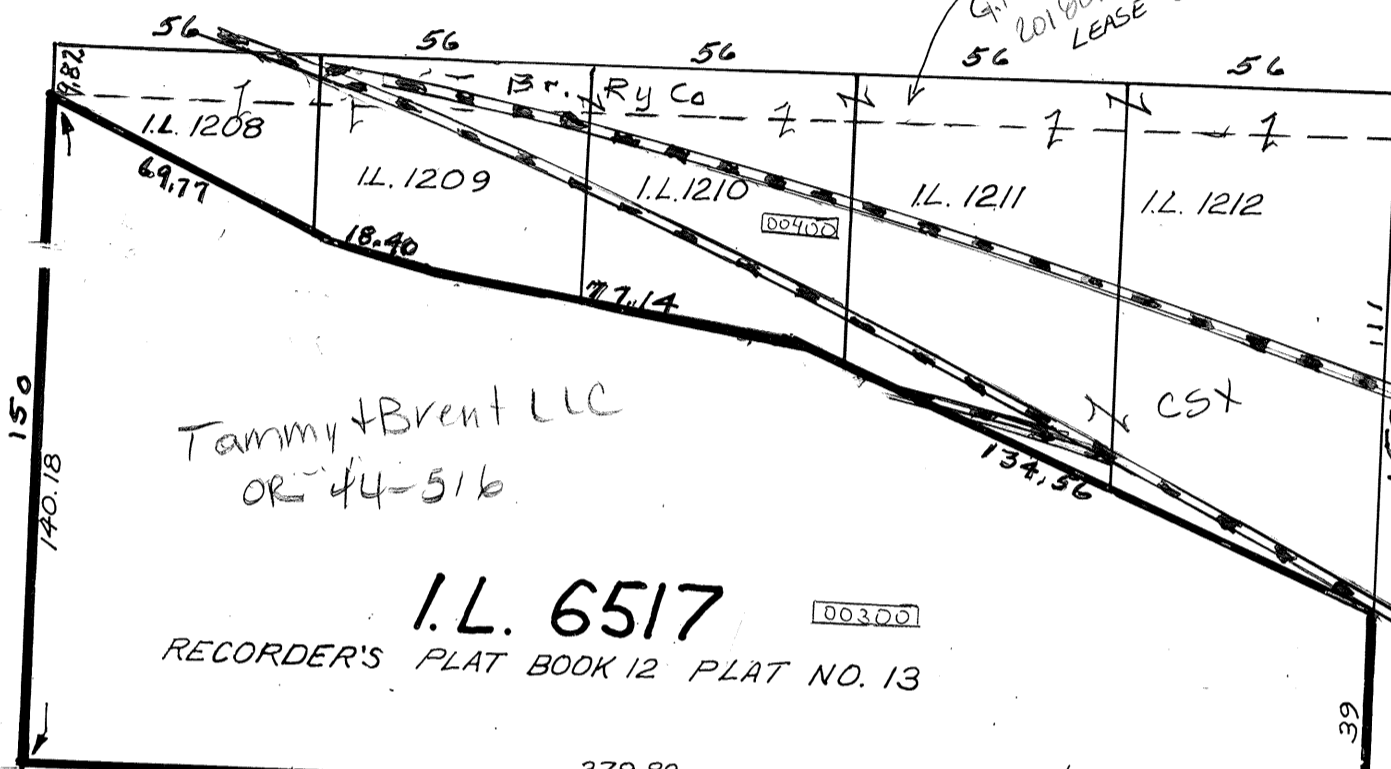 LEASE
56 56 56 56 56
9.82
Br. Ry Co
I.L. 1208
I.L. 1209
I.L. 1210
I.L. 1211
I.L. 1212
69.77
00400
18.40
77.14
111
CSX
134.56
150
140.18
Tammy + Brent LLC
OR 44-516
I.L. 6517
00300
RECORDER'S PLAT BOOK 12 PLAT NO. 13
39